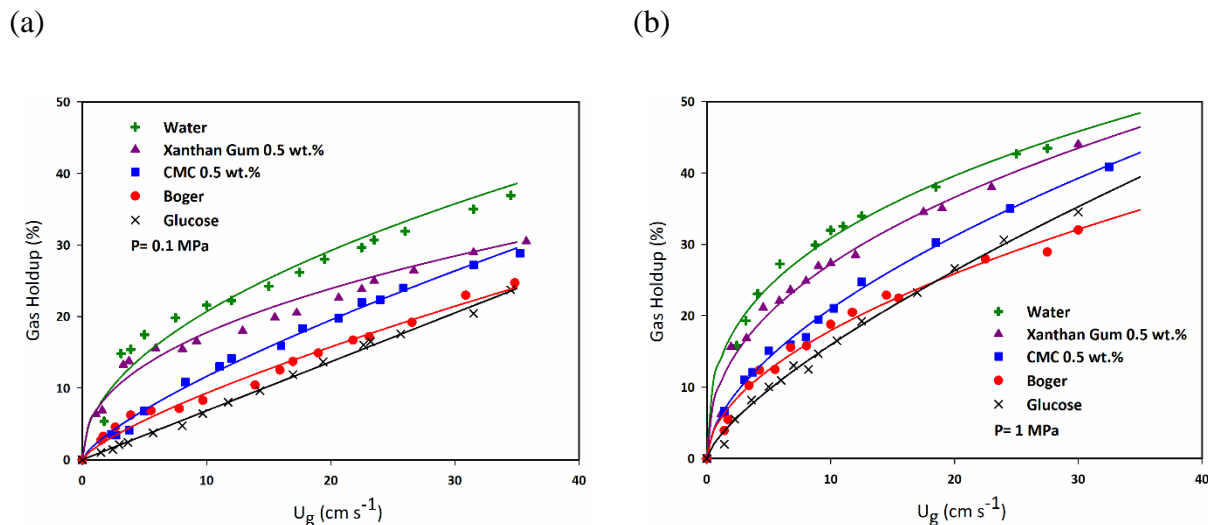 (a)
50
40
30
20
10
0
Gas Holdup (%)
Water
Xanthan Gum 0.5 wt.%
CMC 0.5 wt.%
Boger
Glucose
P= 0.1 MPa
0 10 20 30 40
Ug (cm s-1)
(b)
50
40
30
20
10
0
Gas Holdup (%)
Water
Xanthan Gum 0.5 wt.%
CMC 0.5 wt.%
Boger
Glucose
P= 1 MPa
0 10 20 30 40
Ug (cm s-1)